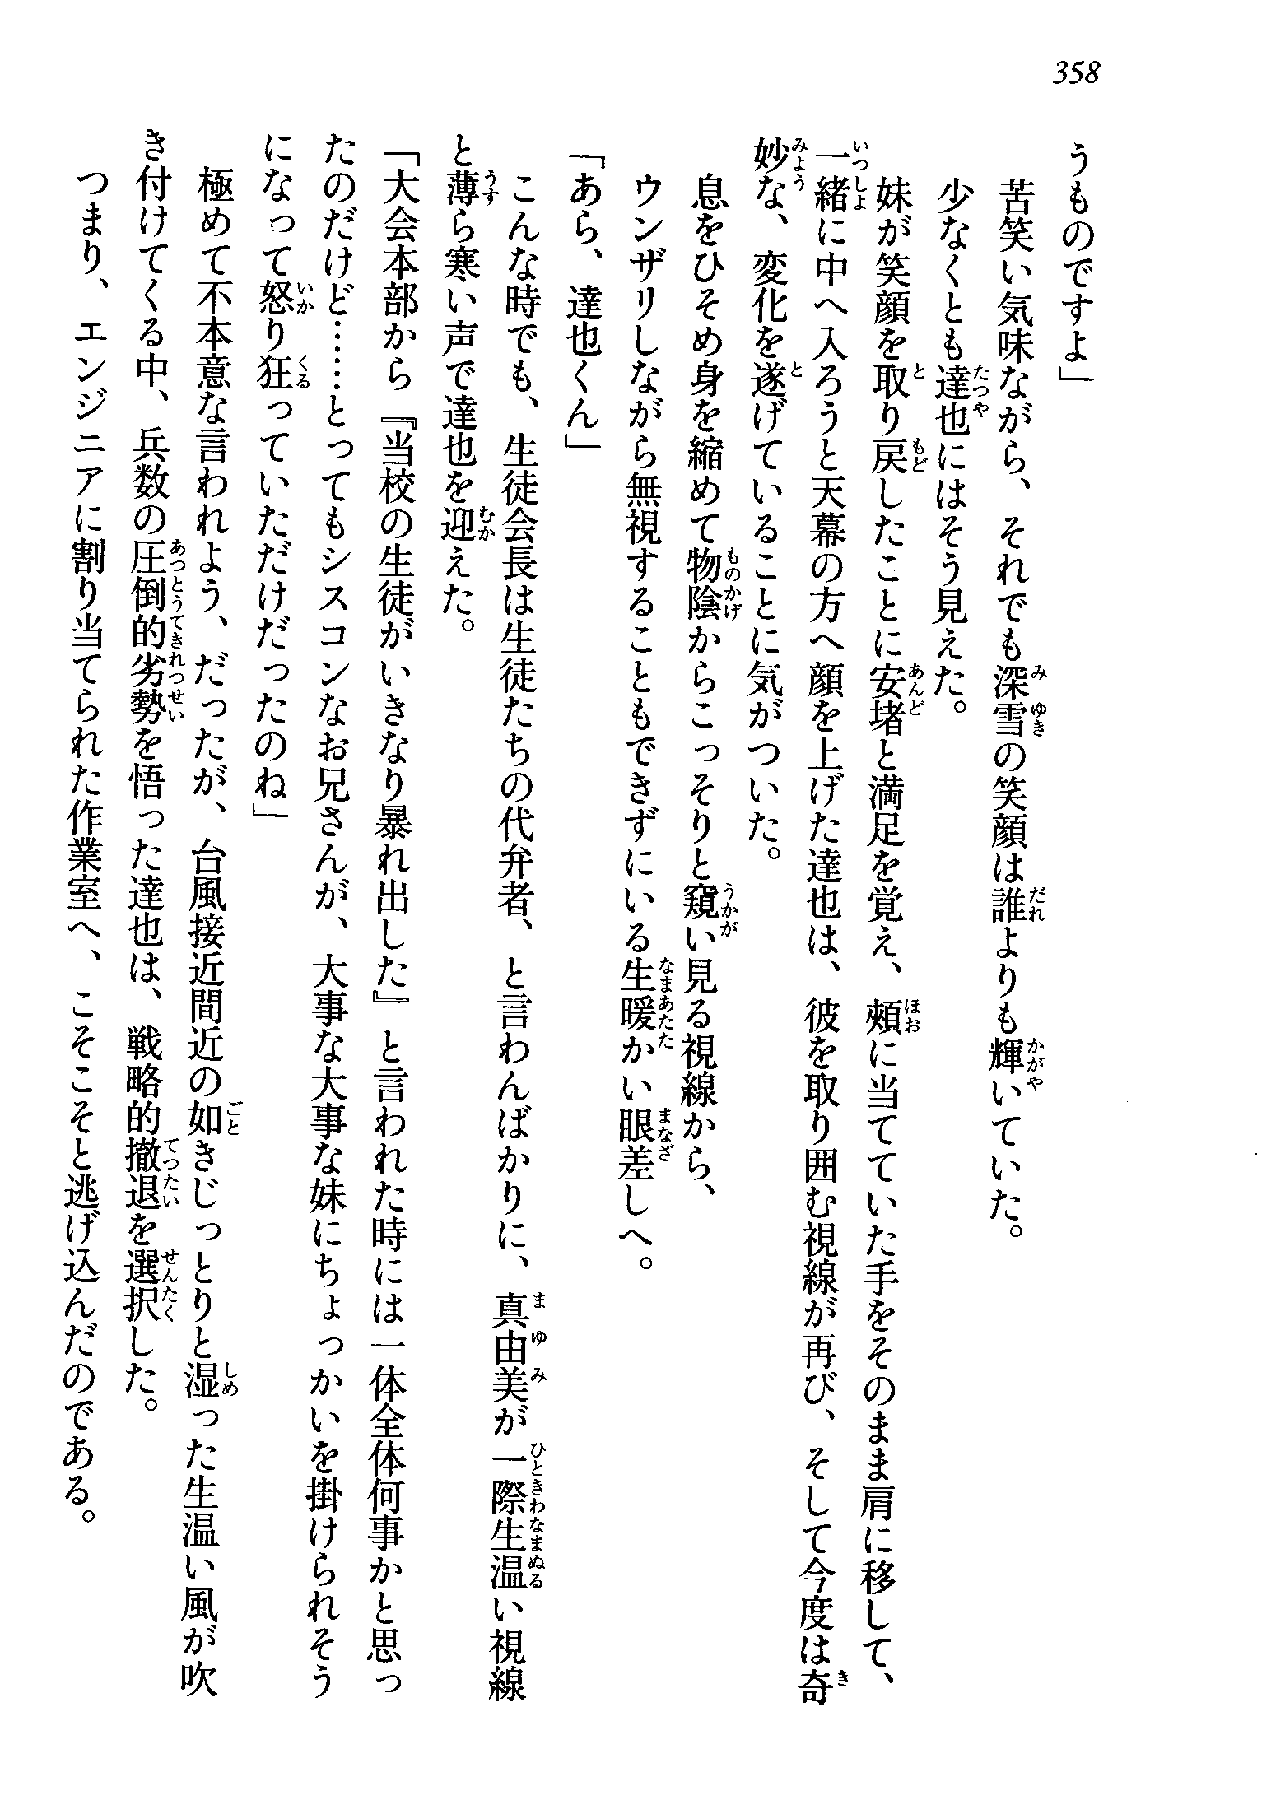 358
うものですよ」
苦笑い気味ながら、それでも深雪の笑顔は誰よりも輝いていた。
少なくとも達也にはそう見えた。
妹が笑顔を取り戻したことに安堵と満足を覚え、頰に当てていた手をそのまま肩に移して、
一緒に中へ入ろうと天幕の方へ顔を上げた達也は、彼を取り囲む視線が再び、そして今度は奇
妙な、変化を遂げていることに気がついた。
息をひそめ身を縮めて物陰からこっそりと窺い見る視線から、
ウンザリしながら無視することもできずにいる生暖かい眼差しへ。
「あら、達也くん」
こんな時でも、生徒会長は生徒たちの代弁者、と言わんばかりに、真由美が一際生温い視線
と薄ら寒い声で達也を迎えた。
「大会本部から『当校の生徒がいきなり暴れ出した』と言われた時には一体全体何事かと思っ
たのだけど……とってもシスコンなお兄さんが、大事な大事な妹にちょっかいを掛けられそう
になって怒り狂っていただけだったのね」
極めて不本意な言われよう、だったが、台風接近間近の如きじっとりと湿った生温い風が吹
き付けてくる中、兵数の圧倒的劣勢を悟った達也は、戦略的撤退を選択した。
つまり、エンジニアに割り当てられた作業室へ、こそこそと逃げ込んだのである。